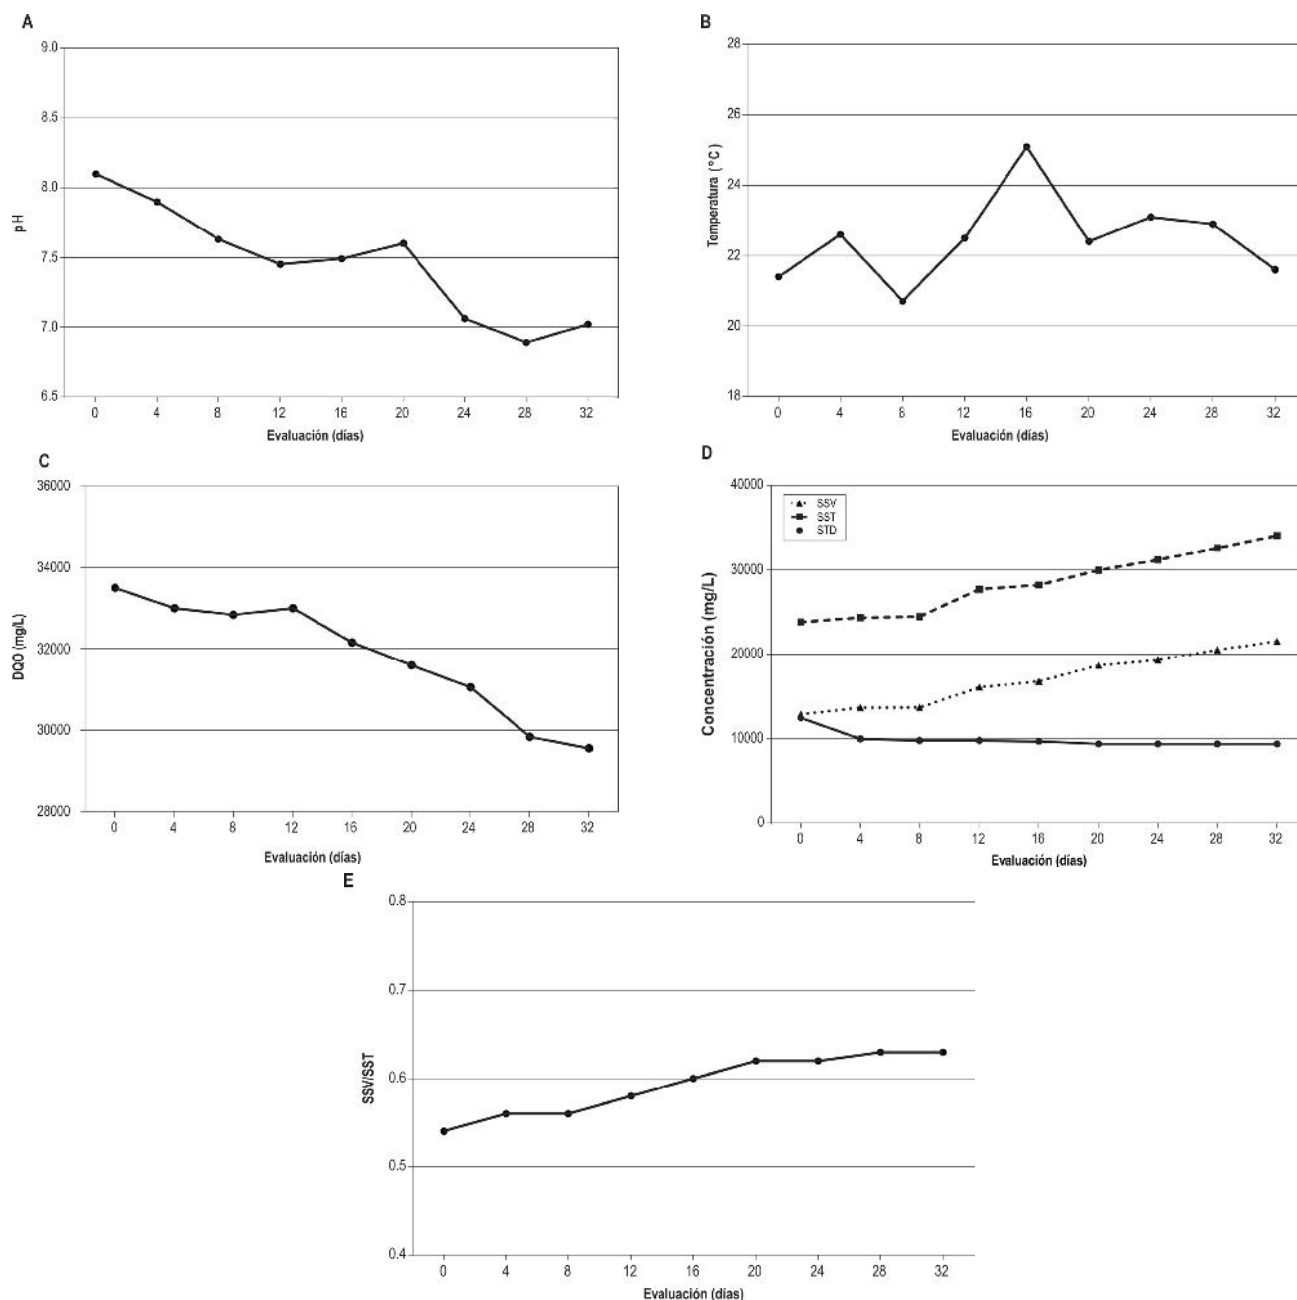 A
9.0
8.5
8.0
7.5
7.0
6.5
pH
0 4 8 12 16 20 24 28 32
Evaluación (días)
B
28
26
24
22
20
18
Temperatura (°C)
0 4 8 12 16 20 24 28 32
Evaluación (días)
C
36000
34000
32000
30000
28000
DQO (mg/L)
0 4 8 12 16 20 24 28 32
Evaluación (días)
D
40000
30000
20000
10000
0
Concentración (mg/L)
SSV
SST
STD
0 4 8 12 16 20 24 28 32
Evaluación (días)
E
0.8
0.7
0.6
0.5
0.4
SSV/SST
0 4 8 12 16 20 24 28 32
Evaluación (días)